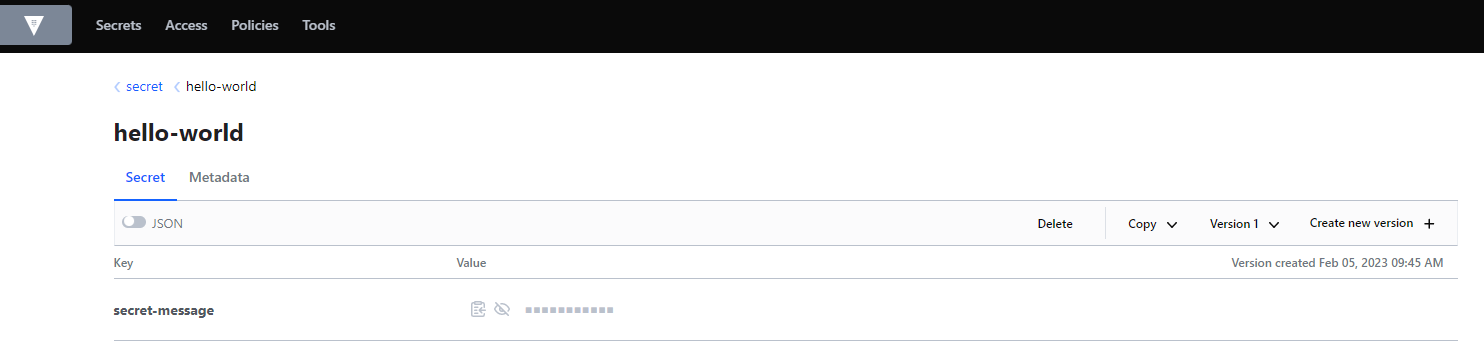 Secrets Access Policies Tools
secret hello-world
hello-world
Secret Metadata
JSON Delete Copy Version 1 Create new version
Key Value Version created Feb 05, 2023 09:45 AM
secret-message